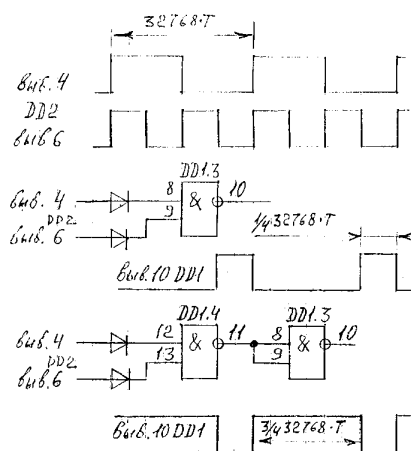 32768·T
Выв. 4
DD2
выв 6
DD1.3
выв. 4
8
&
10
DD2
9
выв. 6
1/4·32768·T
выв.10 DD1
DD1.4
DD1.3
выв.4
12
&
11
8
&
10
DD2
13
9
выв.6
выв.10 DD1
3/4 32768·T